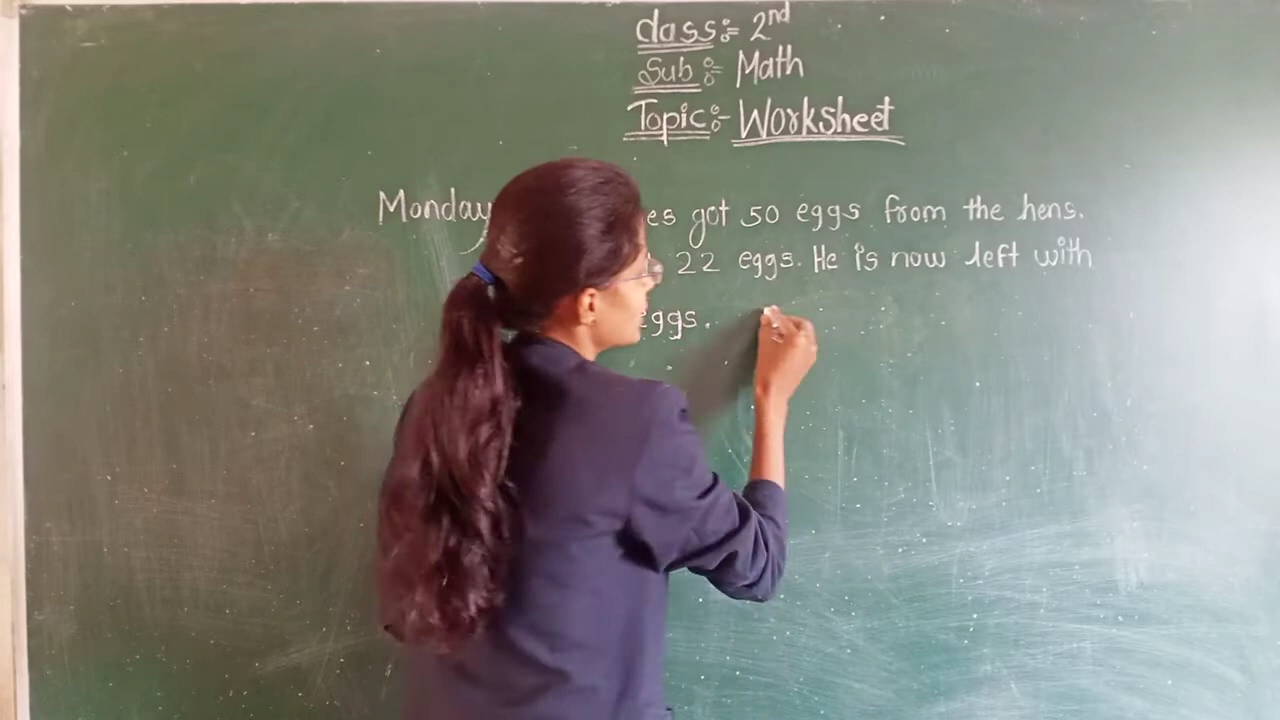 Class:- 2nd
Sub:- Math
Topic:- Worksheet
Monday es got 50 eggs from the hens.
22 eggs. He is now left with
eggs.